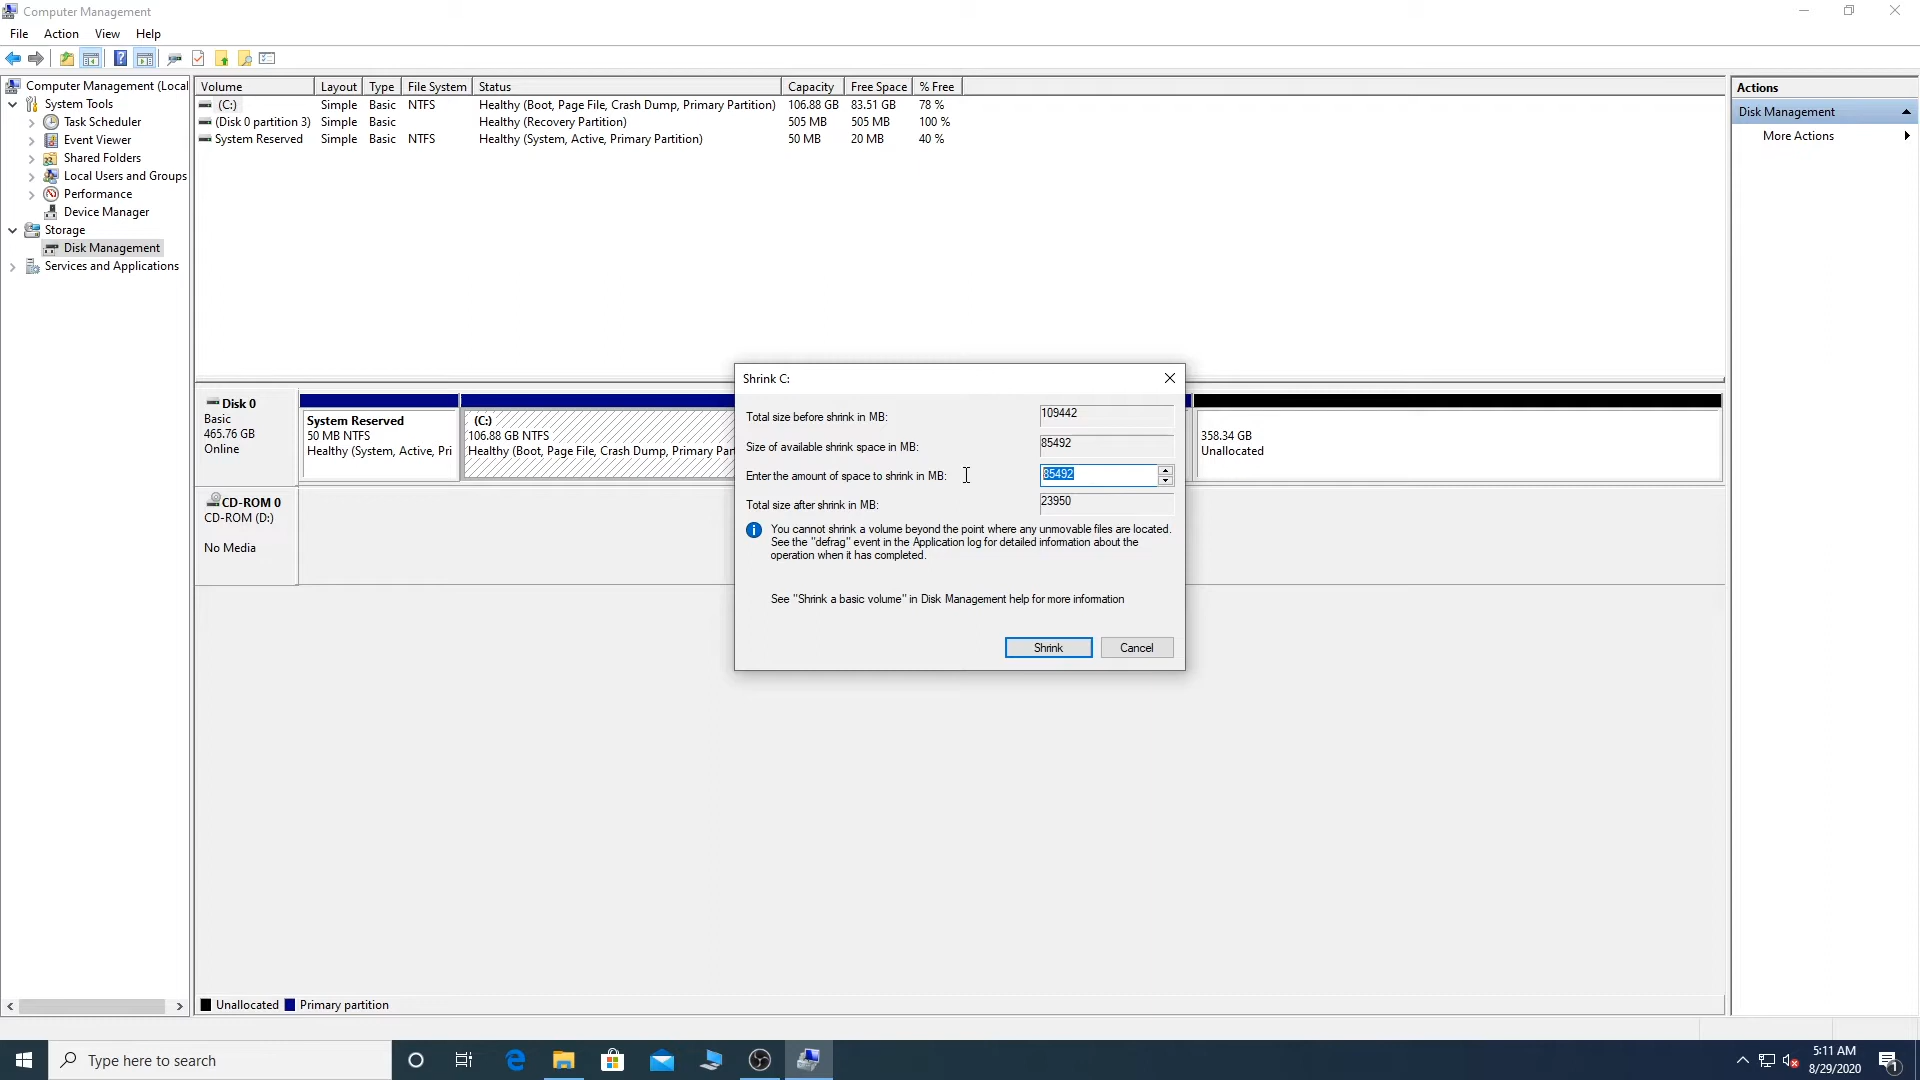 Computer Management
File Action View Help
Computer Management (Local
System Tools
Task Scheduler
Event Viewer
Shared Folders
Local Users and Groups
Performance
Device Manager
Storage
Disk Management
Services and Applications
Volume Layout Type File System Status Capacity Free Space % Free
(C:) Simple Basic NTFS Healthy (Boot, Page File, Crash Dump, Primary Partition) 106.88 GB 83.51 GB 78 %
(Disk 0 partition 3) Simple Basic Healthy (Recovery Partition) 505 MB 505 MB 100 %
System Reserved Simple Basic NTFS Healthy (System, Active, Primary Partition) 50 MB 20 MB 40 %
Actions
Disk Management
More Actions
Disk 0
Basic
465.76 GB
Online
System Reserved
50 MB NTFS
Healthy (System, Active, Pri
(C:)
106.88 GB NTFS
Healthy (Boot, Page File, Crash Dump, Primary Par
358.34 GB
Unallocated
CD-ROM 0
CD-ROM (D:)
No Media
Shrink C:
Total size before shrink in MB: 109442
Size of available shrink space in MB: 85492
Enter the amount of space to shrink in MB: 85492
Total size after shrink in MB: 23950
You cannot shrink a volume beyond the point where any unmovable files are located.
See the "defrag" event in the Application log for detailed information about the
operation when it has completed.
See "Shrink a basic volume" in Disk Management help for more information
Shrink Cancel
Unallocated Primary partition
Type here to search
5:11 AM
8/29/2020
1